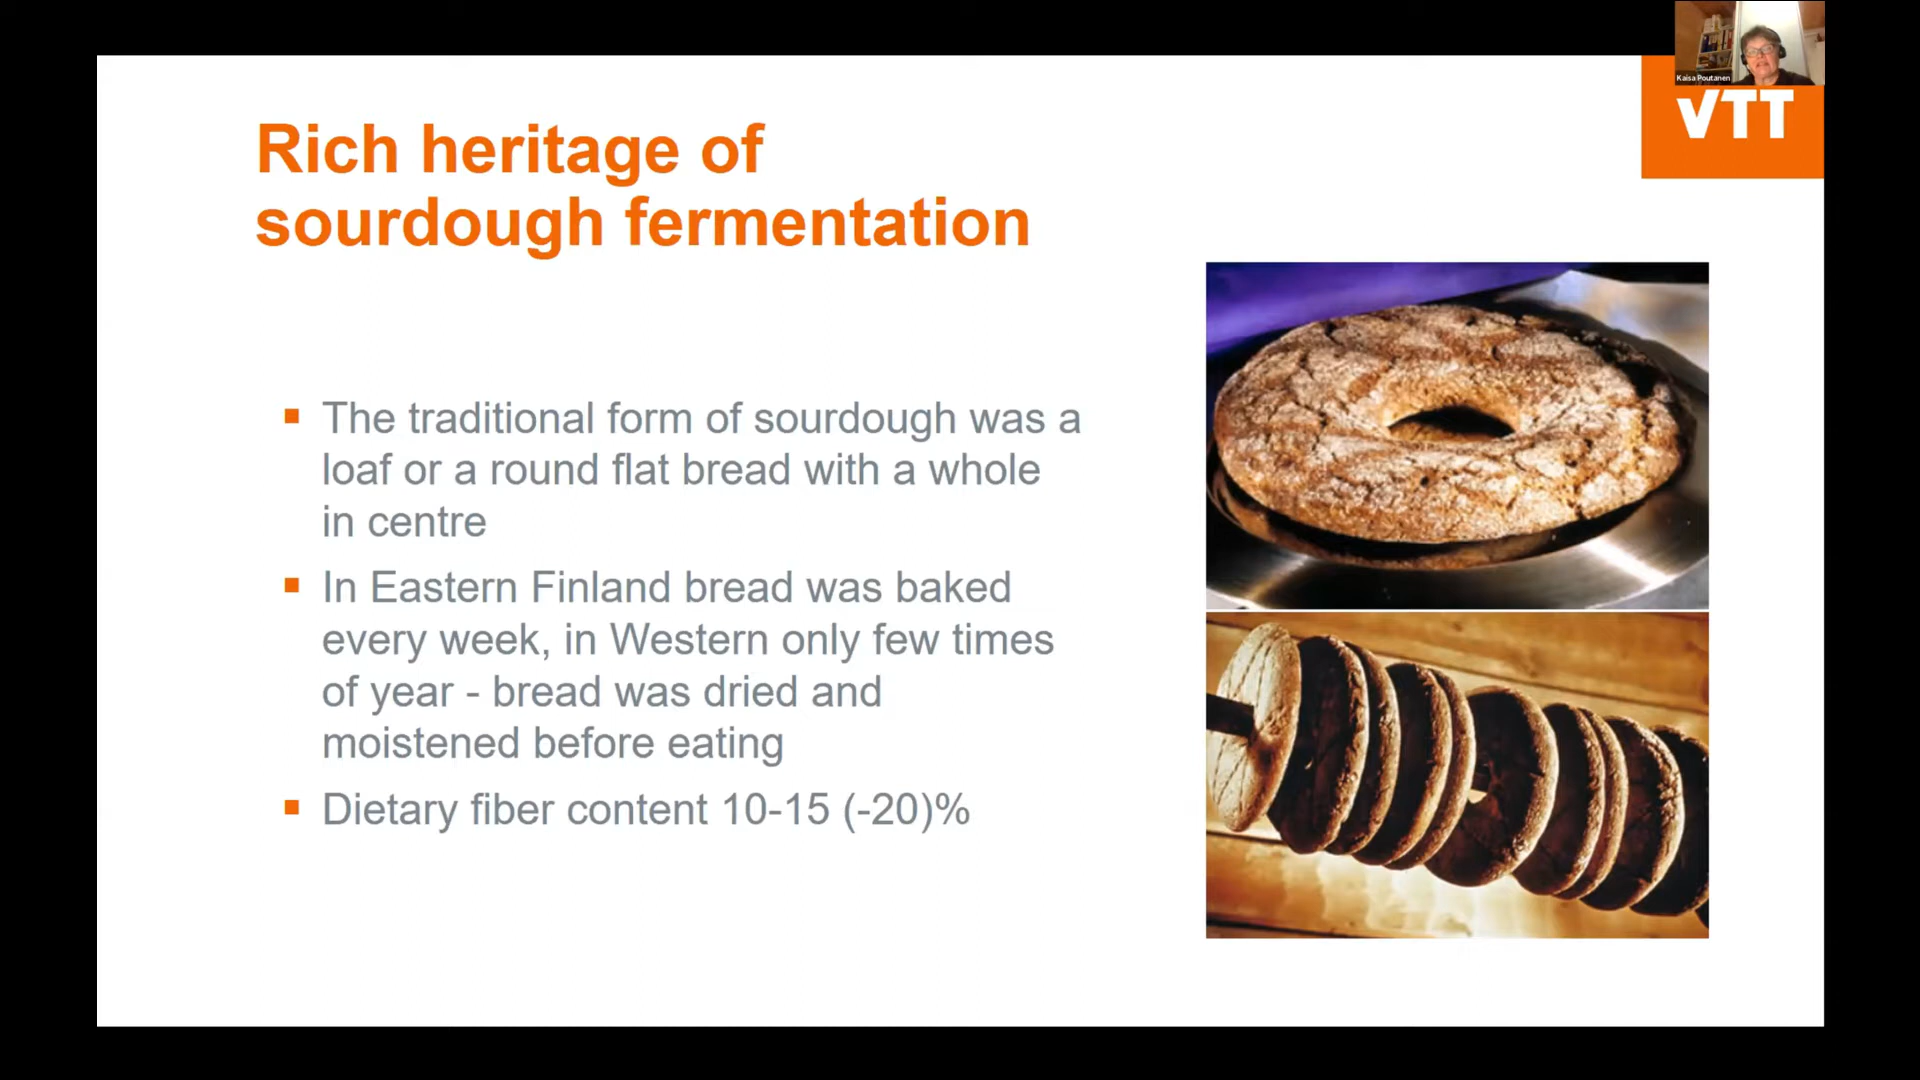 Kaisa Poutanen
VTT
Rich heritage of
sourdough fermentation
The traditional form of sourdough was a
loaf or a round flat bread with a whole
in centre
In Eastern Finland bread was baked
every week, in Western only few times
of year - bread was dried and
moistened before eating
Dietary fiber content 10-15 (-20)%